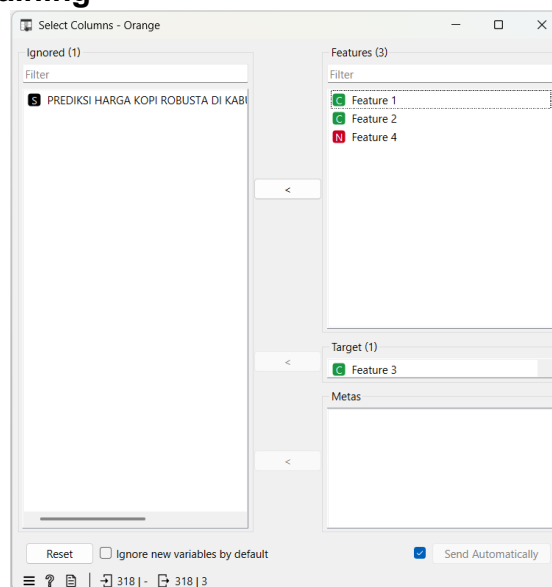 Select Columns - Orange
Ignored (1)
Filter
S PREDIKSI HARGA KOPI ROBUSTA DI KABU
<
<
<
Features (3)
Filter
C Feature 1
C Feature 2
N Feature 4
Target (1)
C Feature 3
Metas
Reset
Ignore new variables by default
Send Automatically
? 318 | - 318 | 3